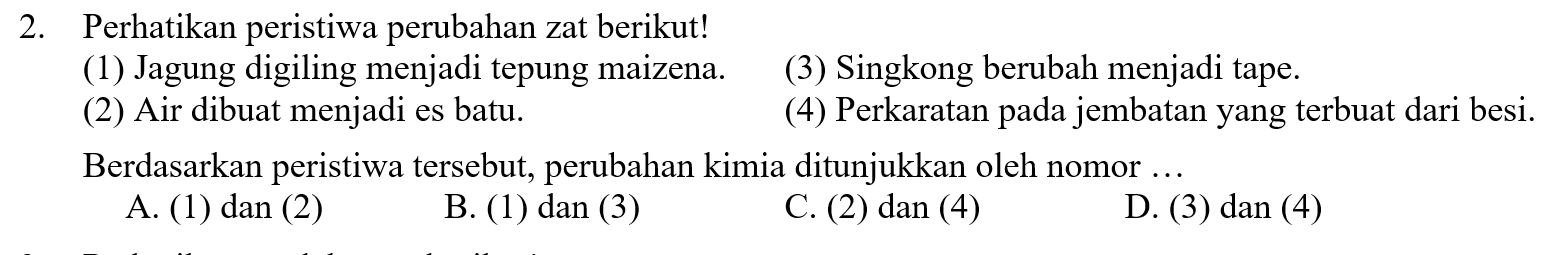 2. Perhatikan peristiwa perubahan zat berikut!
(1) Jagung digiling menjadi tepung maizena. (3) Singkong berubah menjadi tape.
(2) Air dibuat menjadi es batu. (4) Perkaratan pada jembatan yang terbuat dari besi.
Berdasarkan peristiwa tersebut, perubahan kimia ditunjukkan oleh nomor …
A. (1) dan (2) B. (1) dan (3) C. (2) dan (4) D. (3) dan (4)